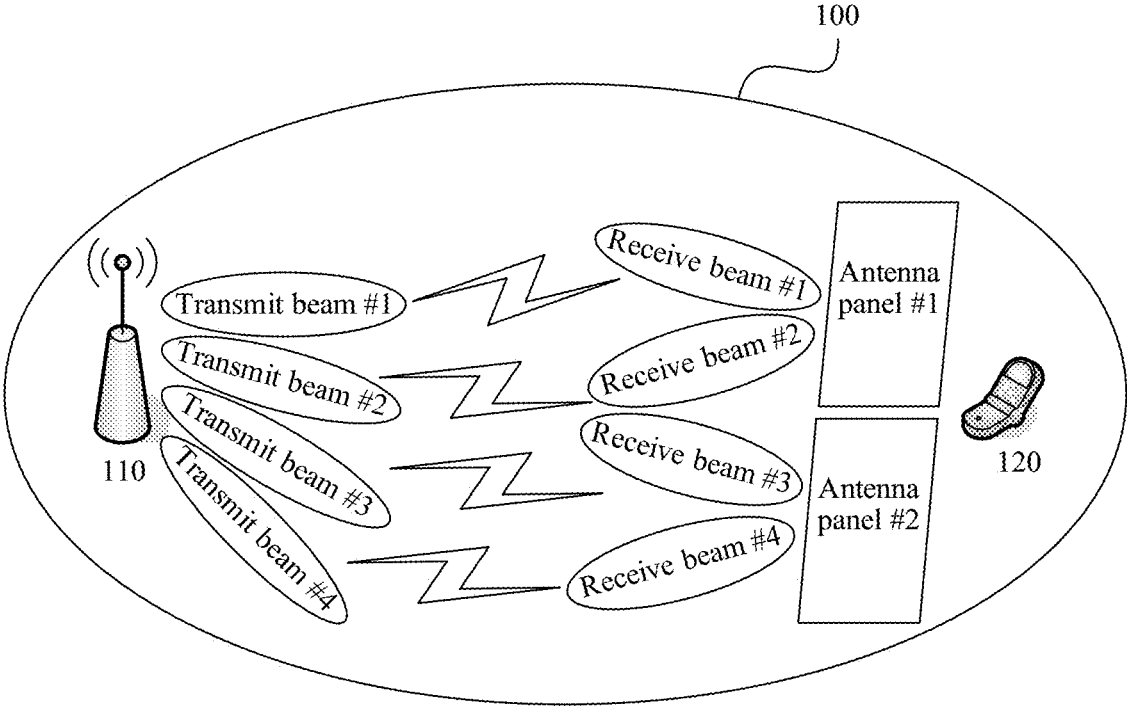 100
Transmit beam #1
Transmit beam #2
Transmit beam #3
Transmit beam #4
110
Receive beam #1
Receive beam #2
Receive beam #3
Receive beam #4
Antenna
panel #1
Antenna
panel #2
120